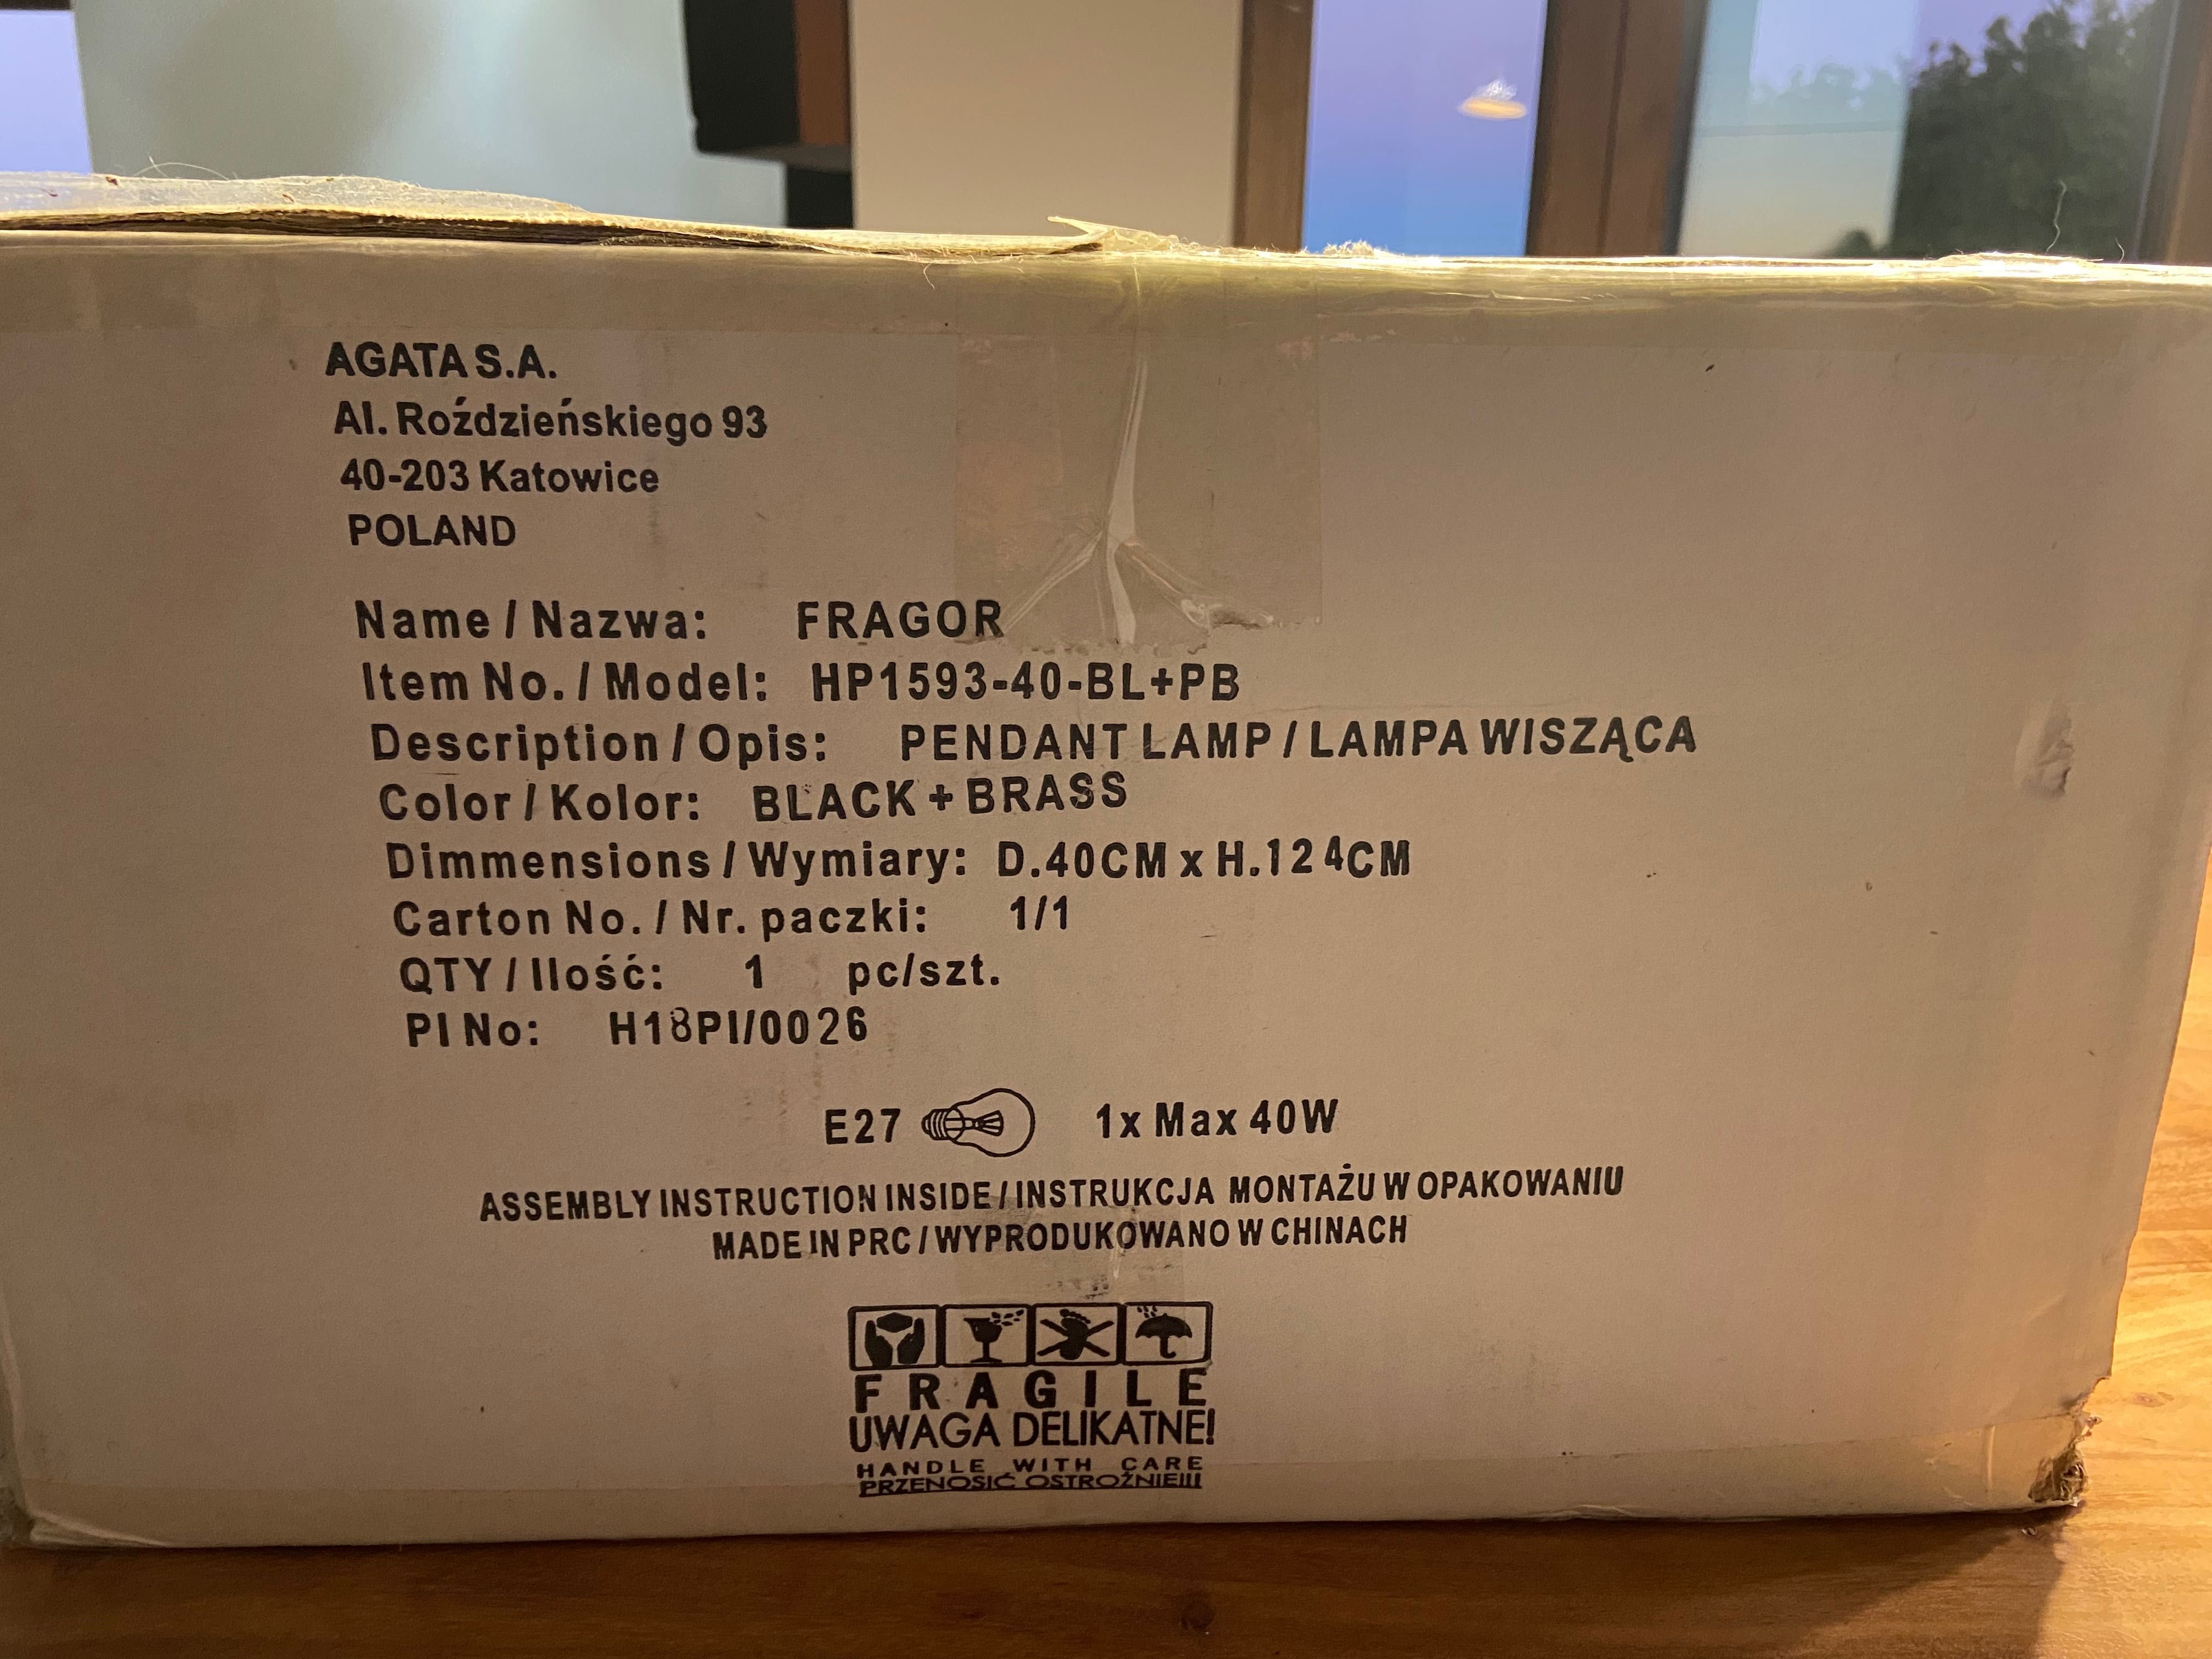 AGATA S.A.
Al. Roździeńskiego 93
40-203 Katowice
POLAND
Name / Nazwa: FRAGOR
Item No. / Model: HP1593-40-BL+PB
Description / Opis: PENDANT LAMP / LAMPA WISZĄCA
Color / Kolor: BLACK + BRASS
Dimmensions / Wymiary: D.40CM x H.124CM
Carton No. / Nr. paczki: 1/1
QTY / Ilość: 1 pc/szt.
PI No: H18PI/0026
E27 1x Max 40W
ASSEMBLY INSTRUCTION INSIDE / INSTRUKCJA MONTAŻU W OPAKOWANIU
MADE IN PRC / WYPRODUKOWANO W CHINACH
FRAGILE
UWAGA DELIKATNE!
HANDLE WITH CARE
PRZENOSIĆ OSTROŻNIE!!!